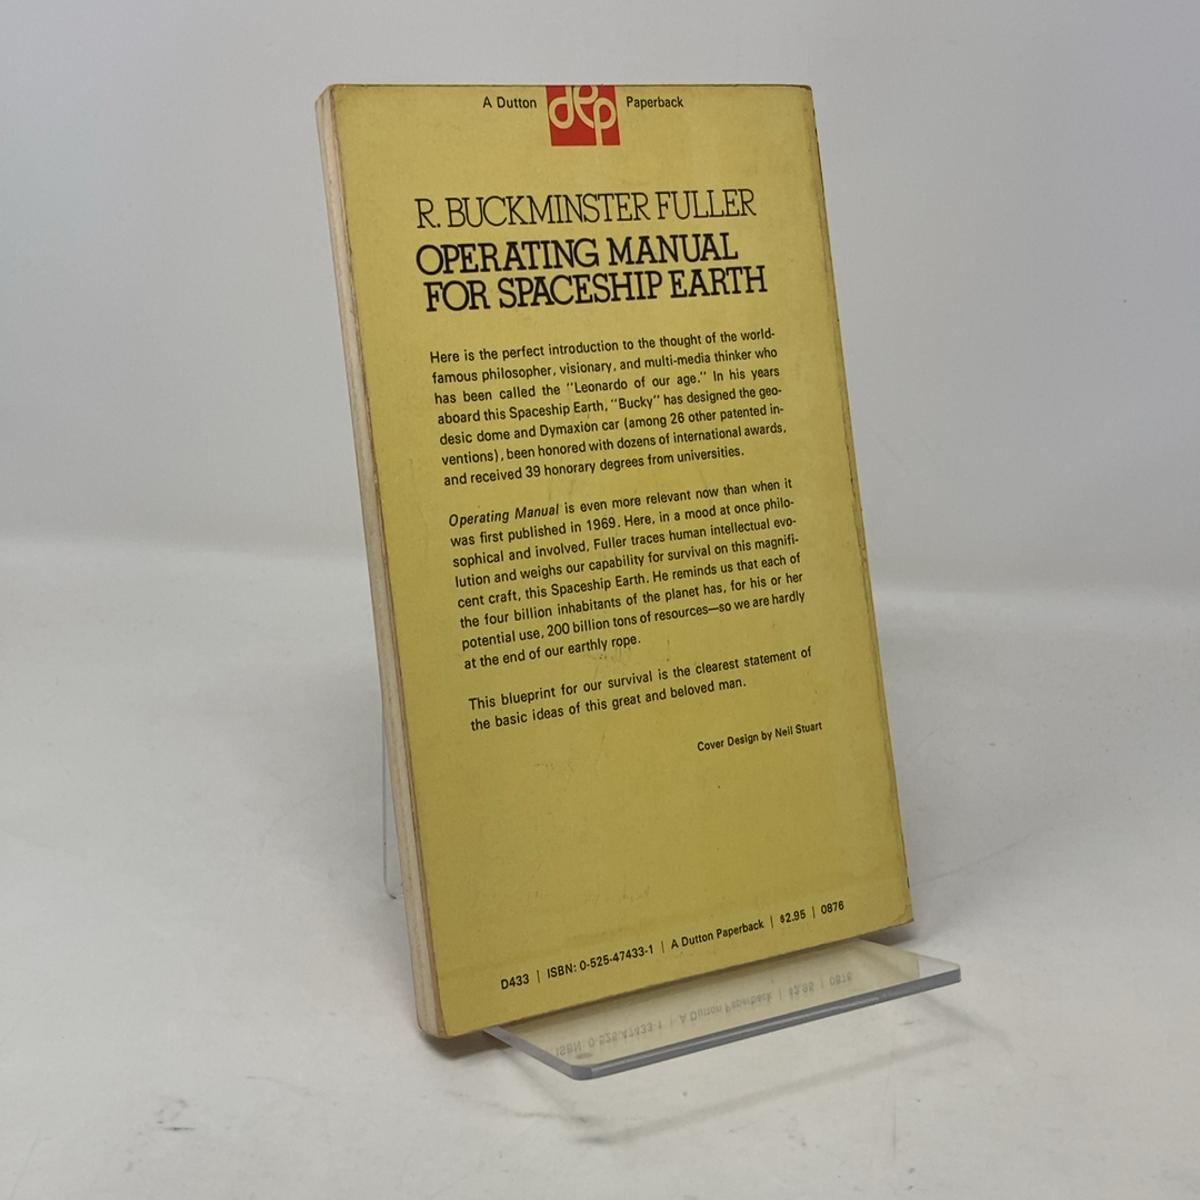 A Dutton dep Paperback
R. BUCKMINSTER FULLER
OPERATING MANUAL
FOR SPACESHIP EARTH
Here is the perfect introduction to the thought of the world-
famous philosopher, visionary, and multi-media thinker who
has been called the "Leonardo of our age." In his years
aboard this Spaceship Earth, "Bucky" has designed the geo-
desic dome and Dymaxion car (among 26 other patented in-
ventions), been honored with dozens of international awards,
and received 39 honorary degrees from universities.
Operating Manual is even more relevant now than when it
was first published in 1969. Here, in a mood at once philo-
sophical and involved, Fuller traces human intellectual evo-
lution and weighs our capability for survival on this magnifi-
cent craft, this Spaceship Earth. He reminds us that each of
the four billion inhabitants of the planet has, for his or her
potential use, 200 billion tons of resources—so we are hardly
at the end of our earthly rope.
This blueprint for our survival is the clearest statement of
the basic ideas of this great and beloved man.
Cover Design by Neil Stuart
D433 | ISBN: 0-525-47433-1 | A Dutton Paperback | $2.95 | 0876